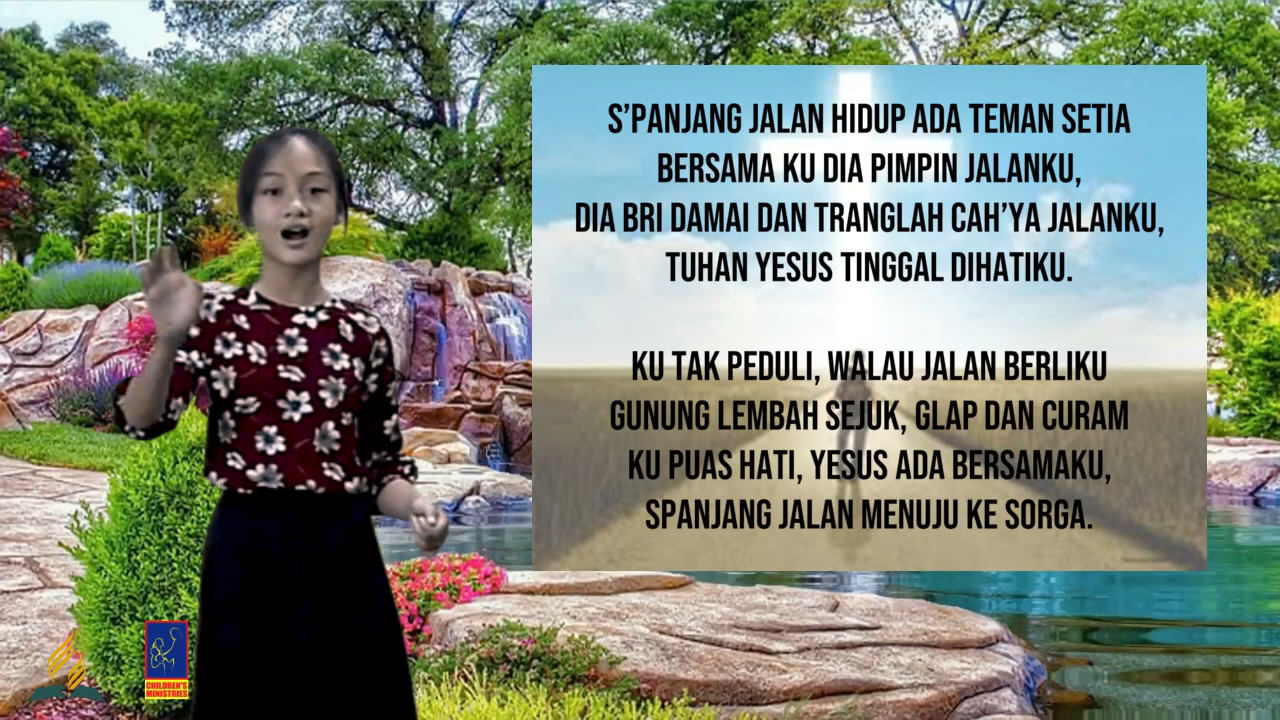 S'PANJANG JALAN HIDUP ADA TEMAN SETIA
BERSAMA KU DIA PIMPIN JALANKU,
DIA BRI DAMAI DAN TRANGLAH CAH'YA JALANKU,
TUHAN YESUS TINGGAL DIHATIKU.
KU TAK PEDULI, WALAU JALAN BERLIKU
GUNUNG LEMBAH SEJUK, GLAP DAN CURAM
KU PUAS HATI, YESUS ADA BERSAMAKU,
SPANJANG JALAN MENUJU KE SORGA.
CHILDREN'S
MINISTRIES